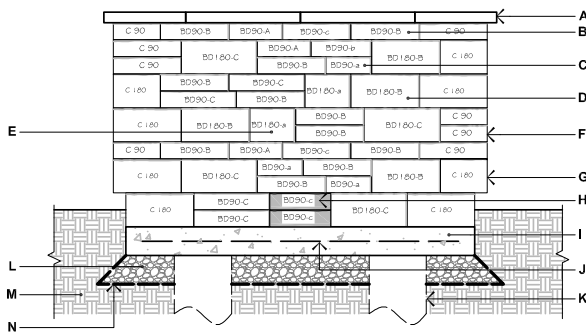 A
C 90 BD90-B BD90-A BD90-c BD90-B C 90 B
C 90 BD180-C BD90-A BD90-b BD180-B C 180
C 90 BD90-B BD90-a C
C 180 BD90-B BD90-C BD180-a BD180-B C 180
BD90-C BD90-B D
C 180 BD180-B BD180-a BD90-B BD180-C C 90
E BD90-B C 90 F
C 90 BD90-B BD90-A BD90-c BD90-B C 90
C 180 BD180-C BD90-a BD90-B BD180-B C 180
BD90-B BD90-a G
C 180 BD90-C BD90-c BD180-C C 180 H
BD90-C BD90-c
I
L J
M K
N